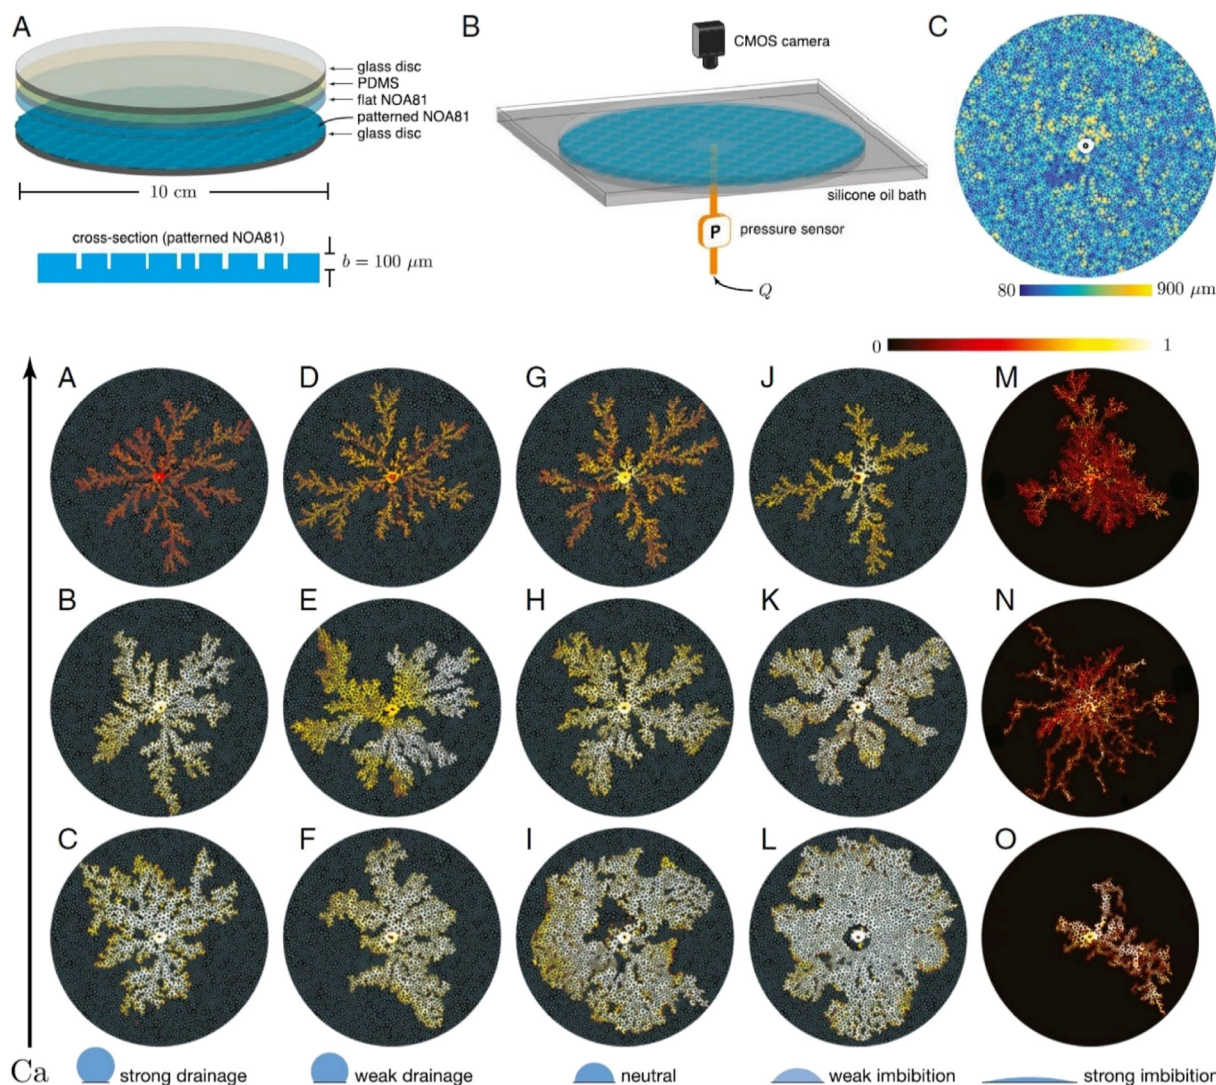 A
glass disc
PDMS
flat NOA81
patterned NOA81
glass disc
10 cm
cross-section (patterned NOA81)
b = 100 μm
B
CMOS camera
silicone oil bath
P
pressure sensor
Q
C
80
900 μm
0
1
A
D
G
J
M
B
E
H
K
N
C
F
I
L
O
Ca
strong drainage
weak drainage
neutral
weak imbibition
strong imbibition